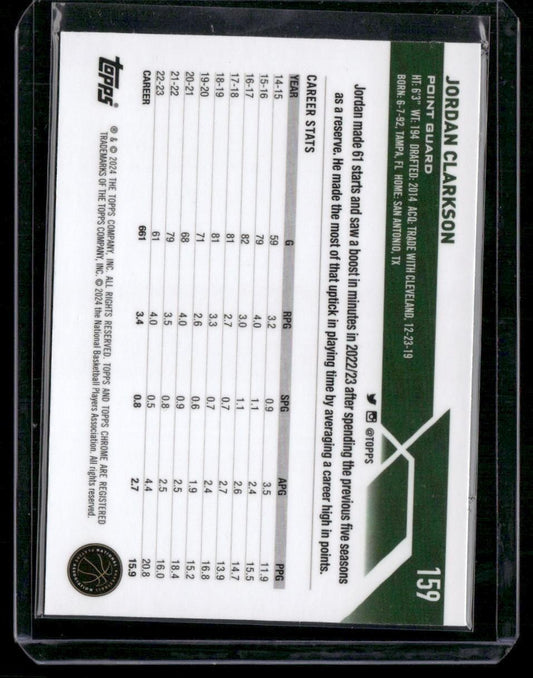 JORDAN CLARKSON
159
POINT GUARD
HT: 6'3" WT: 194 DRAFTED: 2014 ACQ: TRADE WITH CLEVELAND, 12-23-19
BORN: 6-7-92, TAMPA, FL HOME: SAN ANTONIO, TX
@TOPPS
Jordan made 61 starts and saw a boost in minutes in 2022/23 after spending the previous five seasons
as a reserve. He made the most of that uptick in playing time by averaging a career high in points.
CAREER STATS
YEAR G RPG SPG APG PPG
14-15 59 3.2 0.9 3.5 11.9
15-16 79 4.0 1.1 2.4 15.5
16-17 82 3.0 1.1 2.6 14.7
17-18 81 2.7 0.7 2.7 13.9
18-19 81 3.3 0.7 2.4 16.8
19-20 71 2.6 0.6 1.9 15.2
20-21 68 4.0 0.9 2.5 18.4
21-22 79 3.5 0.8 2.5 16.0
22-23 61 4.0 0.5 4.4 20.8
CAREER 661 3.4 0.8 2.7 15.9
topps
® & © 2024 THE TOPPS COMPANY, INC. ALL RIGHTS RESERVED. TOPPS AND TOPPS CHROME ARE REGISTERED
TRADEMARKS OF THE TOPPS COMPANY, INC. © 2024 the National Basketball Players Association. All rights reserved.